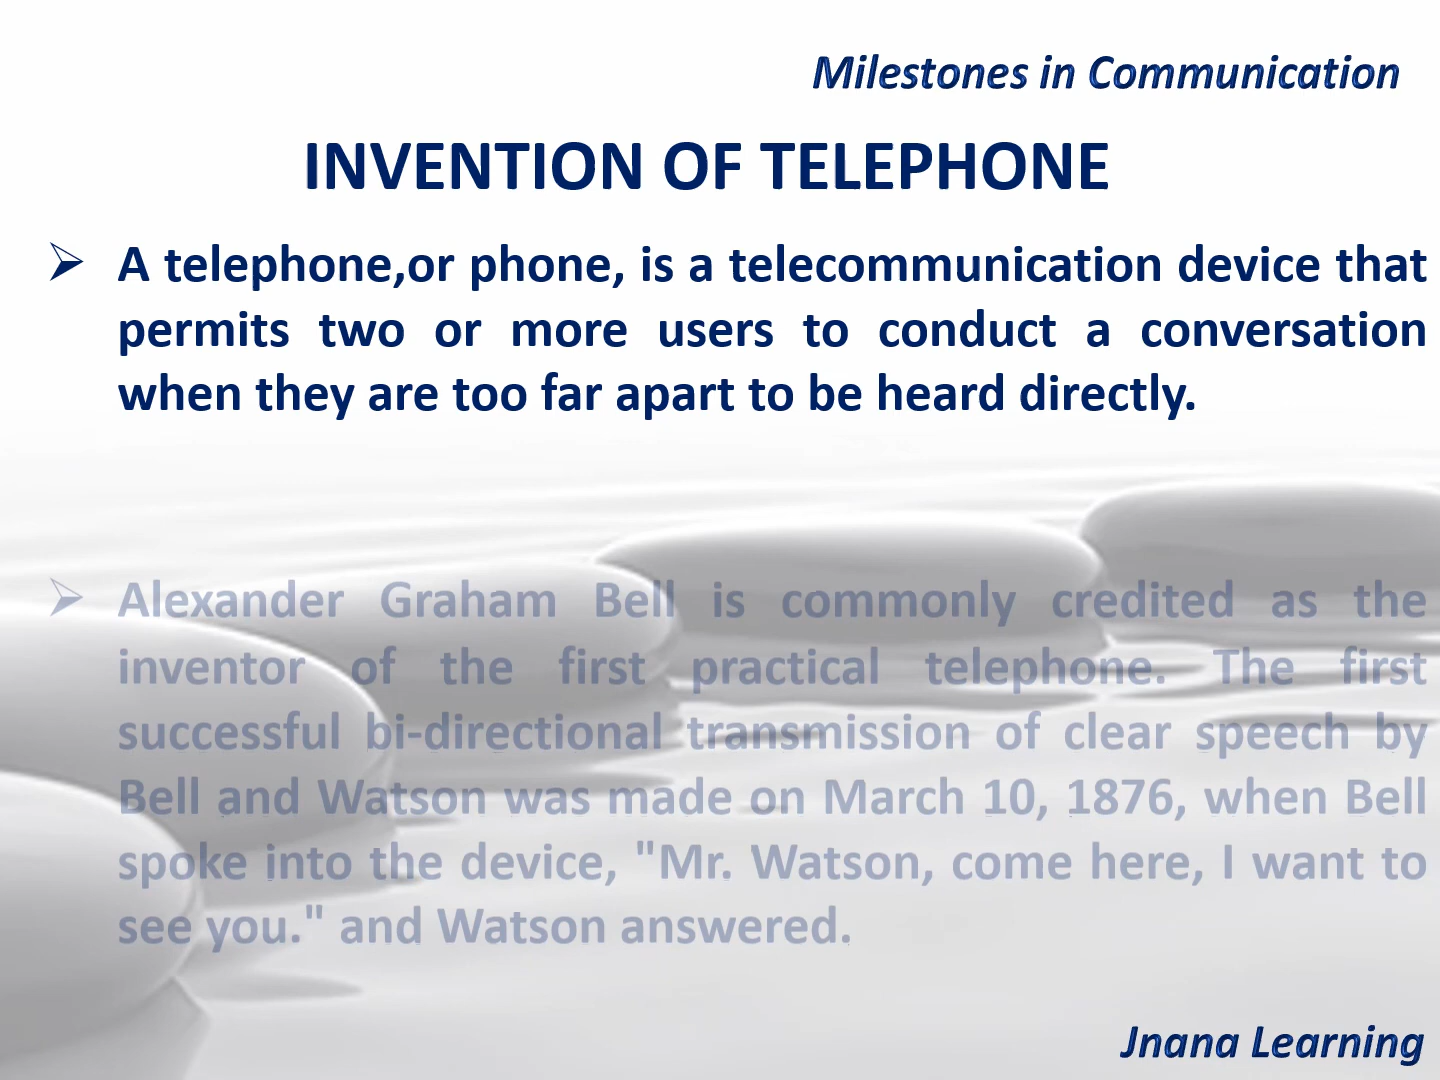 Milestones in Communication
INVENTION OF TELEPHONE
➢ A telephone,or phone, is a telecommunication device that
permits two or more users to conduct a conversation
when they are too far apart to be heard directly.
➢ Alexander Graham Bell is commonly credited as the
inventor of the first practical telephone. The first
successful bi-directional transmission of clear speech by
Bell and Watson was made on March 10, 1876, when Bell
spoke into the device, "Mr. Watson, come here, I want to
see you." and Watson answered.
Jnana Learning